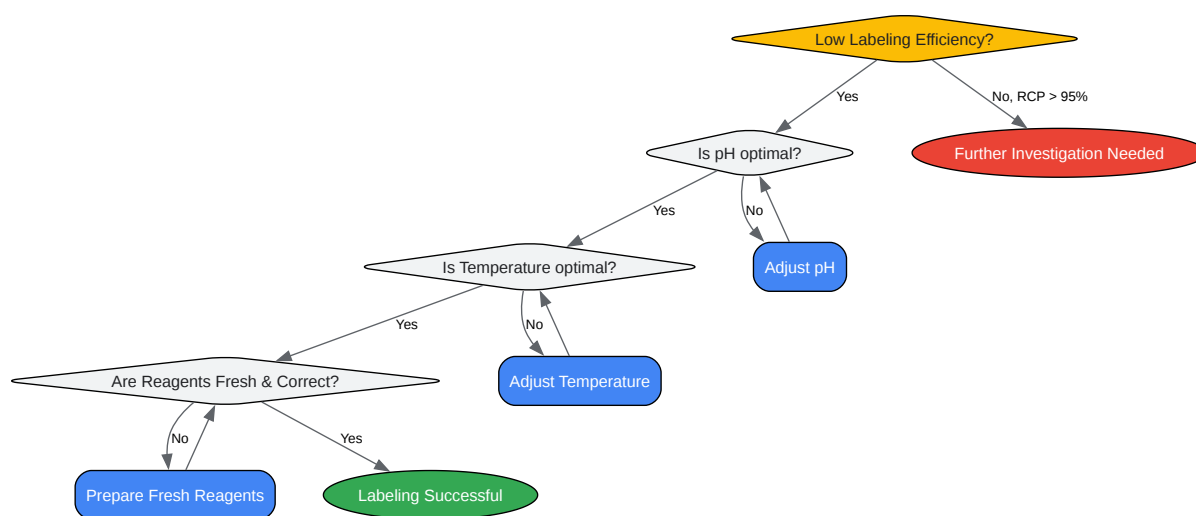 Low Labeling Efficiency?
Yes
No, RCP > 95%
Is pH optimal?
Further Investigation Needed
Yes
No
Is Temperature optimal?
Adjust pH
Yes
No
Are Reagents Fresh & Correct?
Adjust Temperature
No
Yes
Prepare Fresh Reagents
Labeling Successful